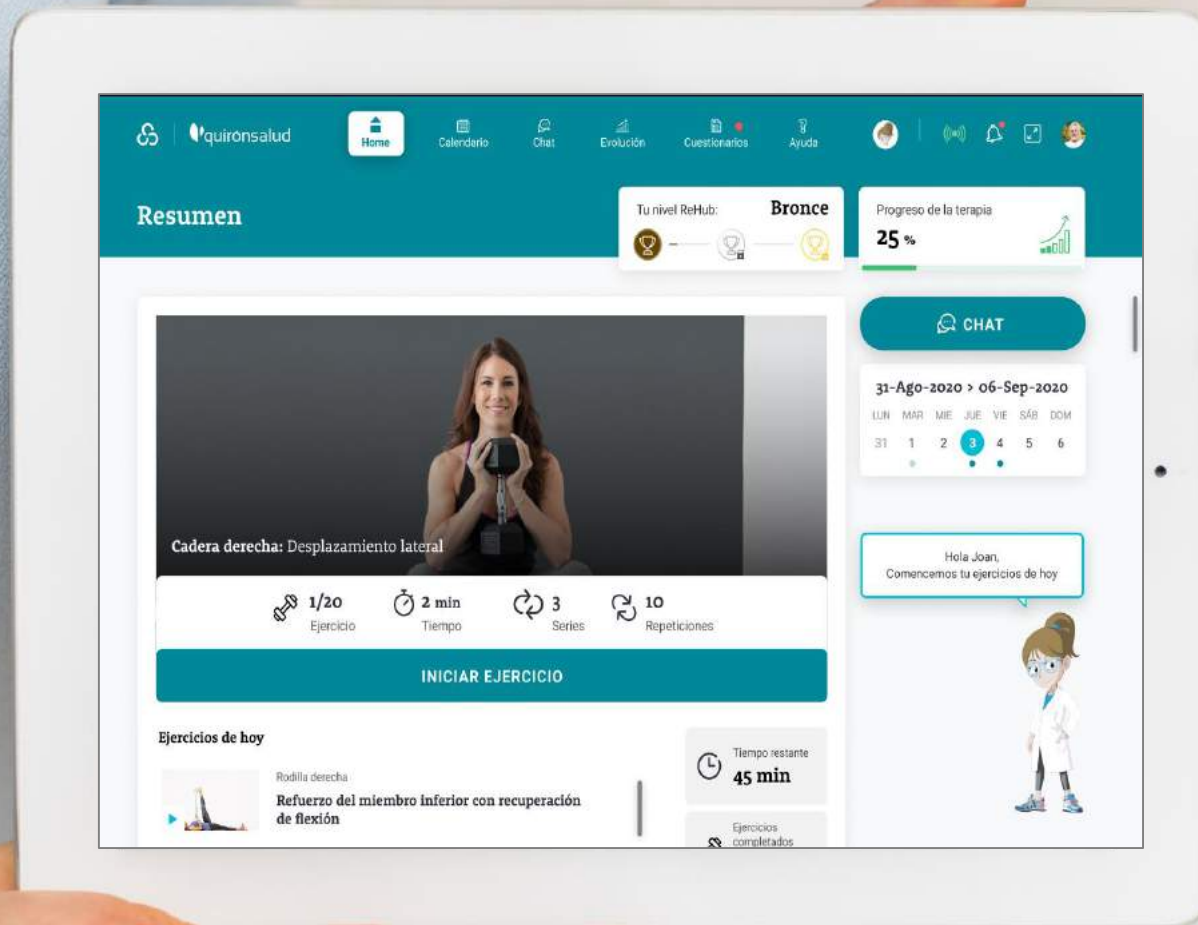 quirónsalud
Home
Calendario
Chat
Evolución
Cuestionarios
Ayuda
Resumen
Tu nivel ReHub:
Bronce
Progreso de la terapia
25 %
CHAT
31-Ago-2020 > 06-Sep-2020
LUN MAR MIE JUE VIE SÁB DOM
31 1 2 3 4 5 6
Cadera derecha: Desplazamiento lateral
1/20
Ejercicio
2 min
Tiempo
3
Series
10
Repeticiones
INICIAR EJERCICIO
Hola Joan,
Comencemos tu ejercicios de hoy
Ejercicios de hoy
Rodilla derecha
Refuerzo del miembro inferior con recuperación
de flexión
Tiempo restante
45 min
Ejercicios
completados